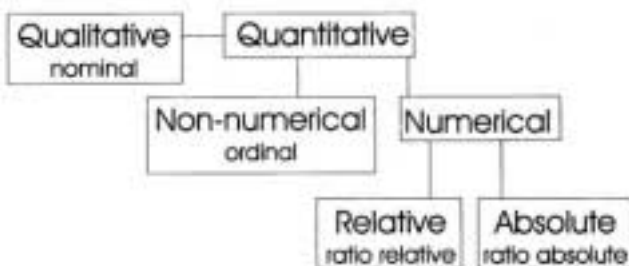 Qualitative
nominal
Quantitative
Non-numerical
ordinal
Numerical
Relative
ratio relative
Absolute
ratio absolute